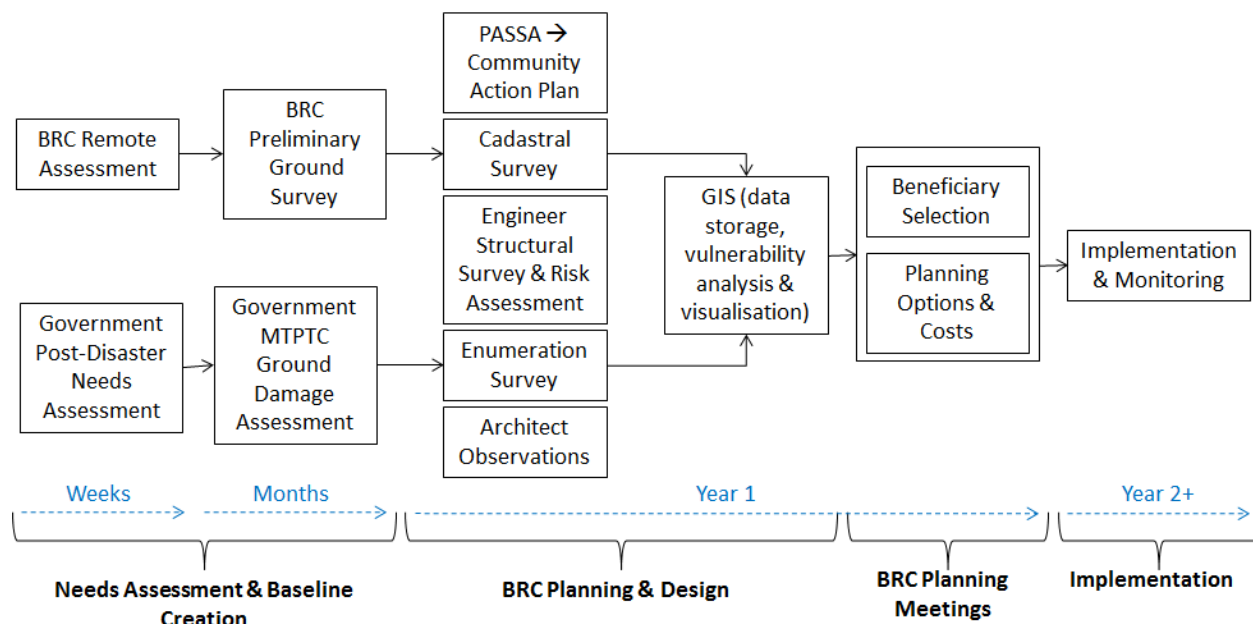 PASSA → 
Community
Action Plan
BRC Remote
Assessment
BRC
Preliminary
Ground
Survey
Cadastral
Survey
Engineer
Structural
Survey & Risk
Assessment
Government
Post-Disaster
Needs
Assessment
Government
MTPTC
Ground
Damage
Assessment
Enumeration
Survey
Architect
Observations
GIS (data
storage,
vulnerability
analysis &
visualisation)
Beneficiary
Selection
Planning
Options &
Costs
Implementation
& Monitoring
Weeks
Months
Year 1
Year 2+
Needs Assessment & Baseline
Creation
BRC Planning & Design
BRC Planning
Meetings
Implementation